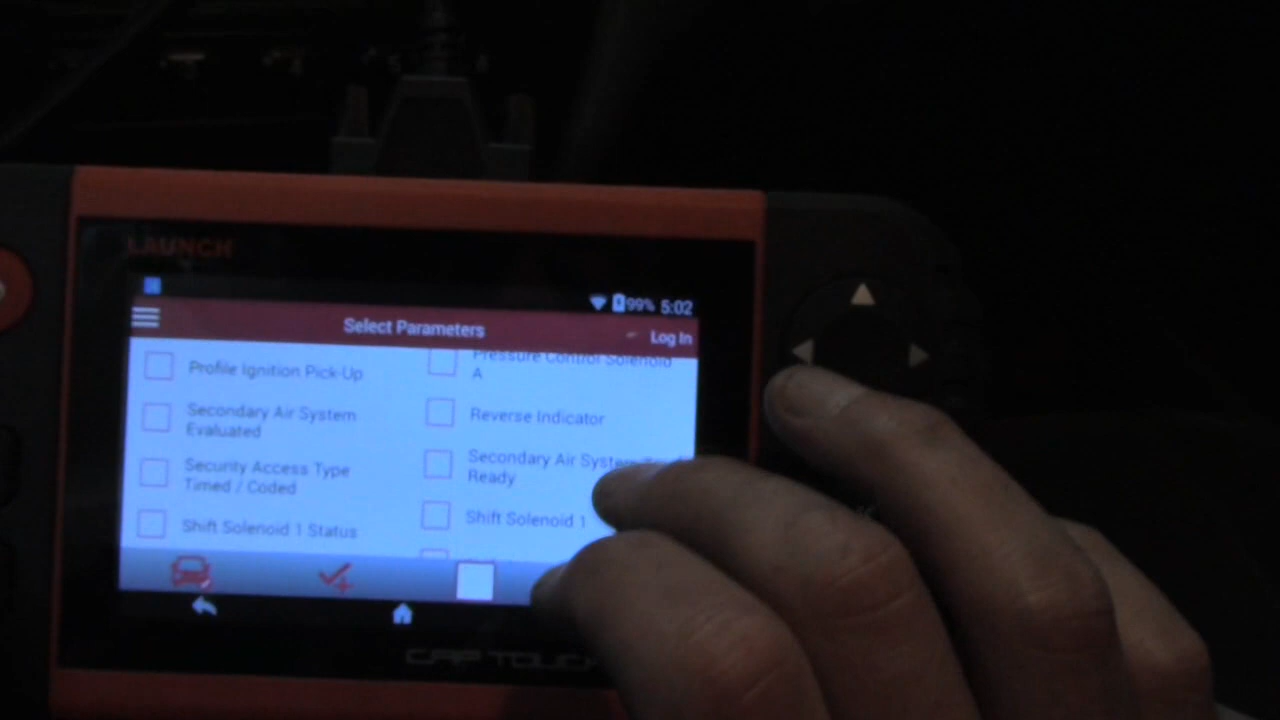 LAUNCH
99% 5:02
Select Parameters
Log In
Profile Ignition Pick-Up
Pressure Control Solenoid
A
Secondary Air System
Evaluated
Reverse Indicator
Security Access Type
Timed / Coded
Secondary Air System
Ready
Shift Solenoid 1 Status
Shift Solenoid 1
TOUCH